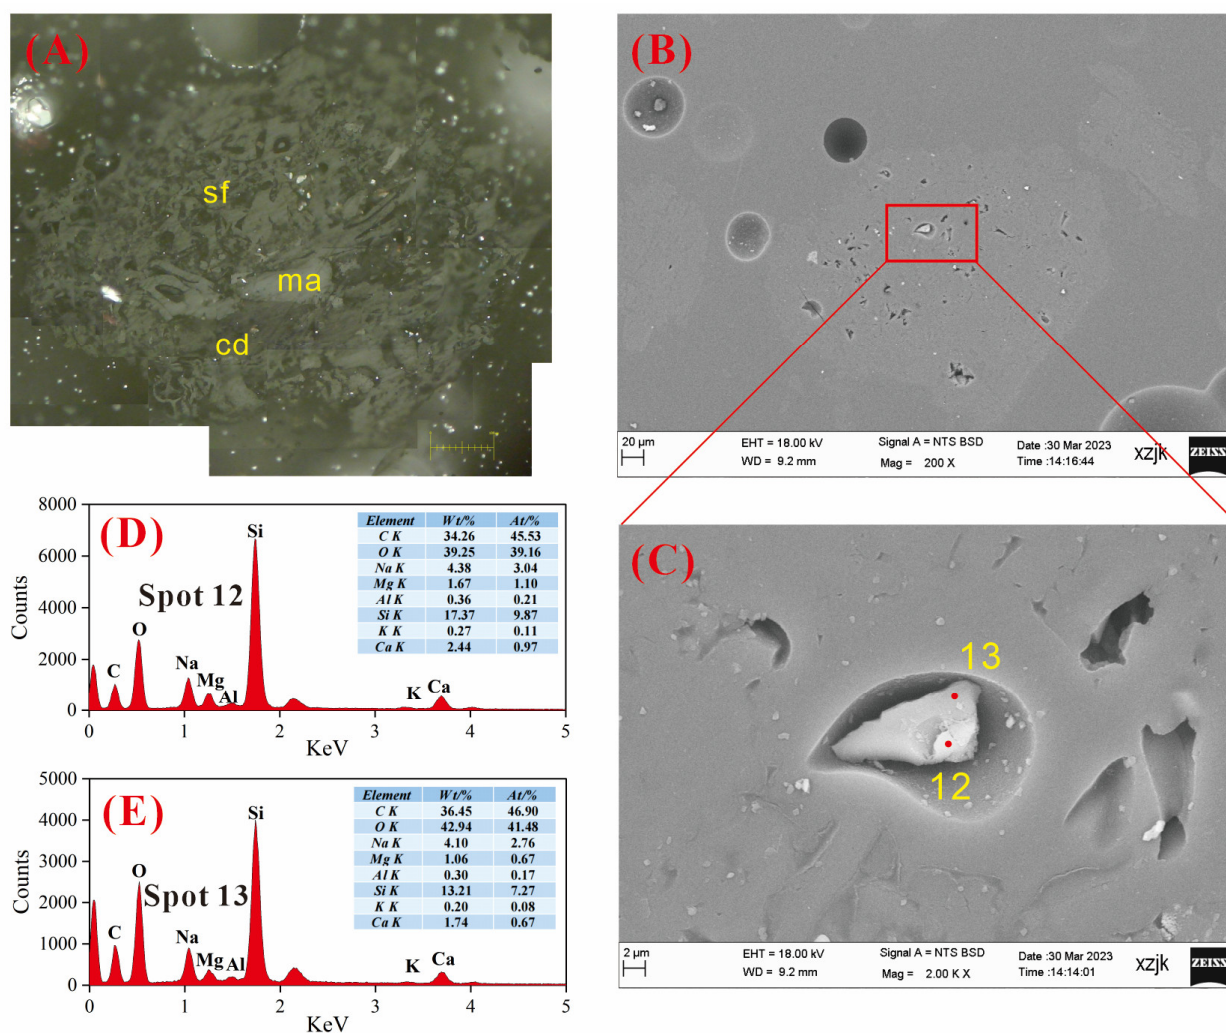 (A)
sf
ma
cd
(B)
20 µm
EHT = 18.00 kV
WD = 9.2 mm
Signal A = NTS BSD
Mag = 200 X
Date :30 Mar 2023
Time :14:16:44
xzjk
ZEISS
(C)
13
12
2 µm
EHT = 18.00 kV
WD = 9.2 mm
Signal A = NTS BSD
Mag = 2.00 K X
Date :30 Mar 2023
Time :14:14:01
xzjk
ZEISS
(D)
Spot 12
Counts
8000
6000
4000
2000
0
C
O
Na
Mg
Al
Si
K
Ca
0 1 2 3 4 5
KeV
Element Wt/% At/%
C K 34.26 45.53
O K 39.25 39.16
Na K 4.38 3.04
Mg K 1.67 1.10
Al K 0.36 0.21
Si K 17.37 9.87
K K 0.27 0.11
Ca K 2.44 0.97
(E)
Spot 13
Counts
5000
4000
3000
2000
1000
0
C
O
Na
Mg
Al
Si
K
Ca
0 1 2 3 4 5
KeV
Element Wt/% At/%
C K 36.45 46.90
O K 42.94 41.48
Na K 4.10 2.76
Mg K 1.06 0.67
Al K 0.30 0.17
Si K 13.21 7.27
K K 0.20 0.08
Ca K 1.74 0.67